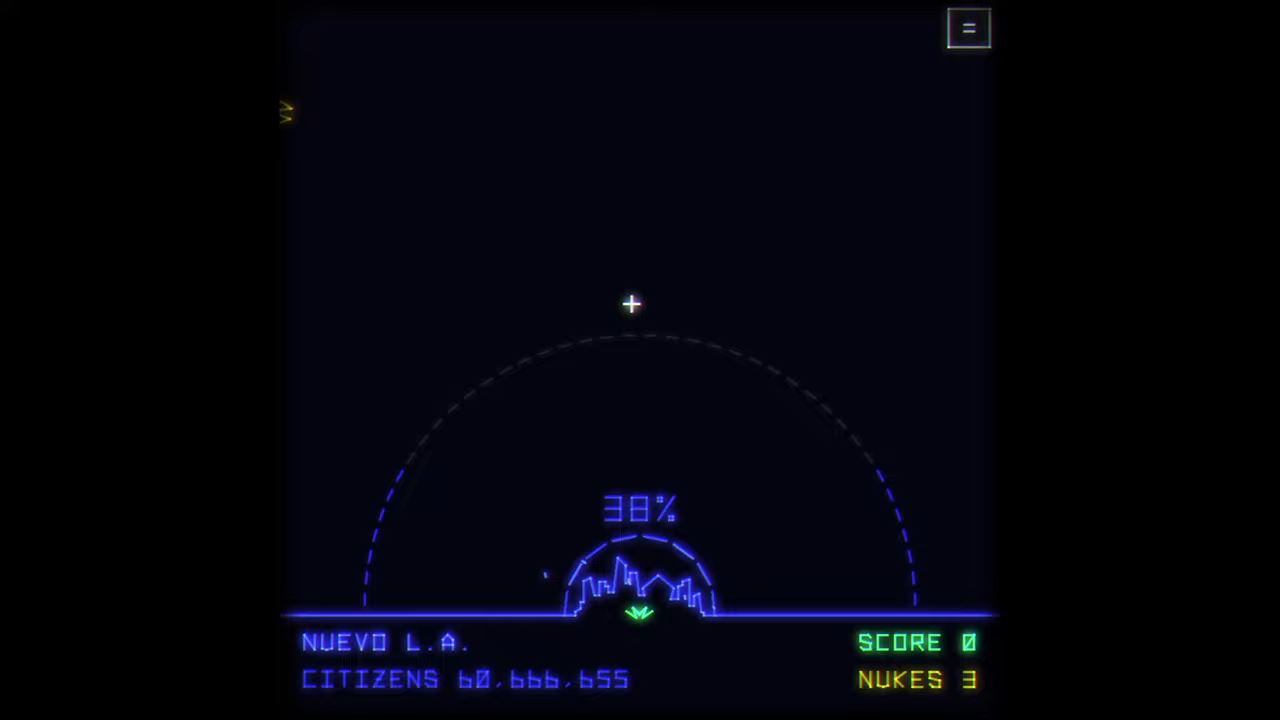 =
38%
NUEVO L.A.
SCORE 0
CITIZENS 60,666,655
NUKES 3